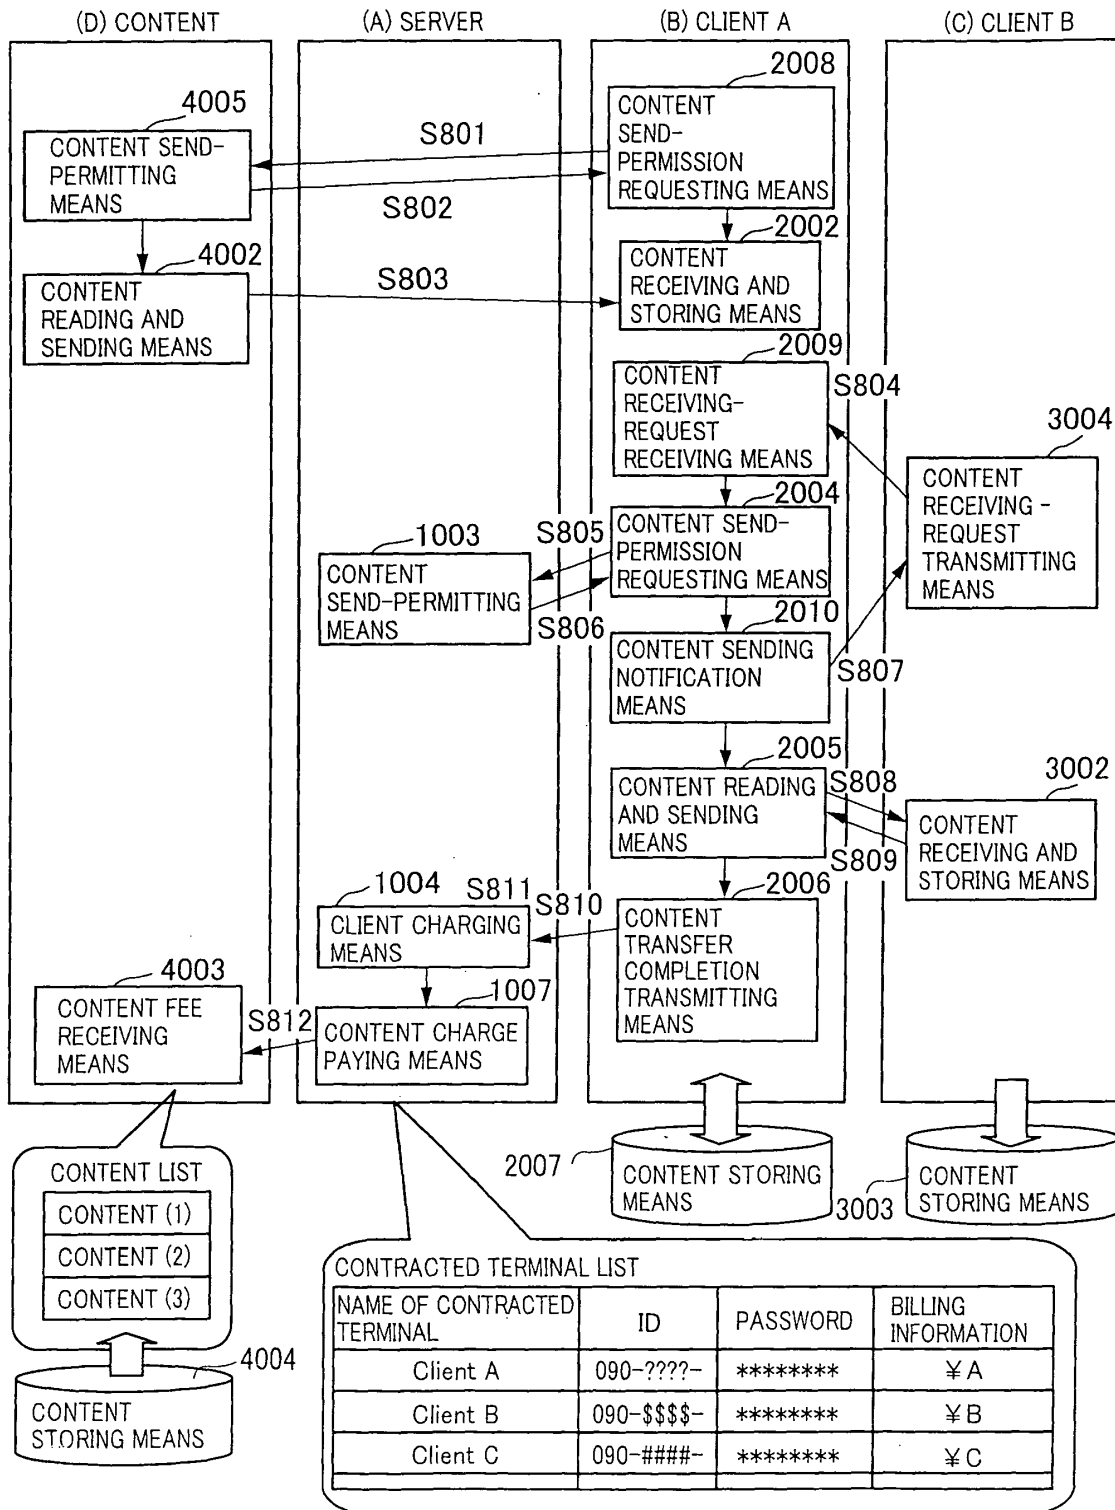 (D) CONTENT
(A) SERVER
(B) CLIENT A
(C) CLIENT B
2008
CONTENT
SEND-
PERMISSION
REQUESTING MEANS
4005
CONTENT SEND-
PERMITTING
MEANS
S801
S802
4002
CONTENT
READING AND
SENDING MEANS
S803
2002
CONTENT
RECEIVING AND
STORING MEANS
2009
CONTENT
RECEIVING-
REQUEST
RECEIVING MEANS
S804
3004
CONTENT
RECEIVING-
REQUEST
TRANSMITTING
MEANS
2004
CONTENT SEND-
PERMISSION
REQUESTING MEANS
S805
1003
CONTENT
SEND-PERMITTING
MEANS
S806
2010
CONTENT SENDING
NOTIFICATION
MEANS
S807
2005
CONTENT READING
AND SENDING
MEANS
S808
S809
3002
CONTENT
RECEIVING AND
STORING MEANS
2006
CONTENT
TRANSFER
COMPLETION
TRANSMITTING
MEANS
S810
S811
1004
CLIENT CHARGING
MEANS
1007
CONTENT CHARGE
PAYING MEANS
S812
4003
CONTENT FEE
RECEIVING
MEANS
CONTENT LIST
CONTENT (1)
CONTENT (2)
CONTENT (3)
4004
CONTENT
STORING MEANS
2007
CONTENT STORING
MEANS
3003
CONTENT
STORING MEANS
CONTRACTED TERMINAL LIST
NAME OF CONTRACTED TERMINAL ID PASSWORD BILLING INFORMATION
Client A 090-????- ******** ¥A
Client B 090-$$$$- ******** ¥B
Client C 090-####- ******** ¥C